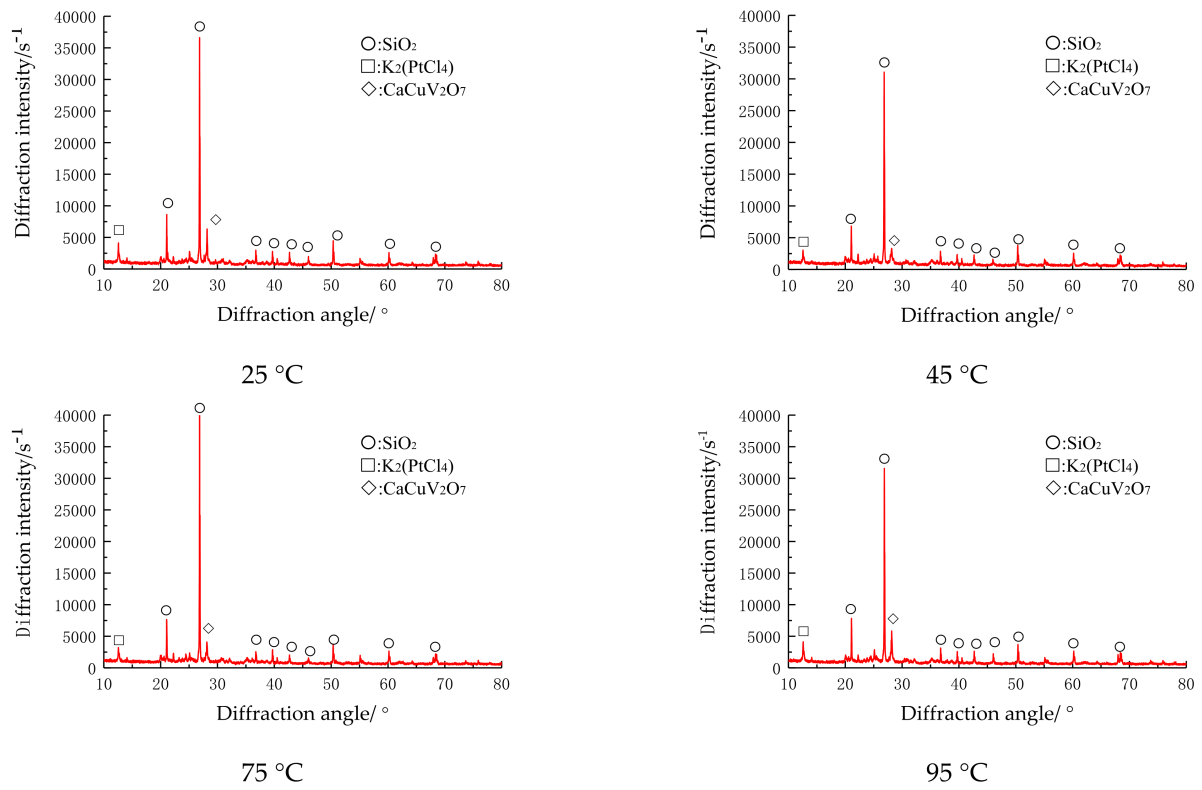 40000
35000
30000
25000
20000
15000
10000
5000
0
Diffraction intensity/s⁻¹
○:SiO₂
□:K₂(PtCl₄)
◇:CaCuV₂O₇
10 20 30 40 50 60 70 80
Diffraction angle/ °
25 °C
40000
35000
30000
25000
20000
15000
10000
5000
0
Diffraction intensity/s⁻¹
○:SiO₂
□:K₂(PtCl₄)
◇:CaCuV₂O₇
10 20 30 40 50 60 70 80
Diffraction angle/ °
45 °C
40000
35000
30000
25000
20000
15000
10000
5000
0
Diffraction intensity/s⁻¹
○:SiO₂
□:K₂(PtCl₄)
◇:CaCuV₂O₇
10 20 30 40 50 60 70 80
Diffraction angle/ °
75 °C
40000
35000
30000
25000
20000
15000
10000
5000
0
Diffraction intensity/s⁻¹
○:SiO₂
□:K₂(PtCl₄)
◇:CaCuV₂O₇
10 20 30 40 50 60 70 80
Diffraction angle/ °
95 °C